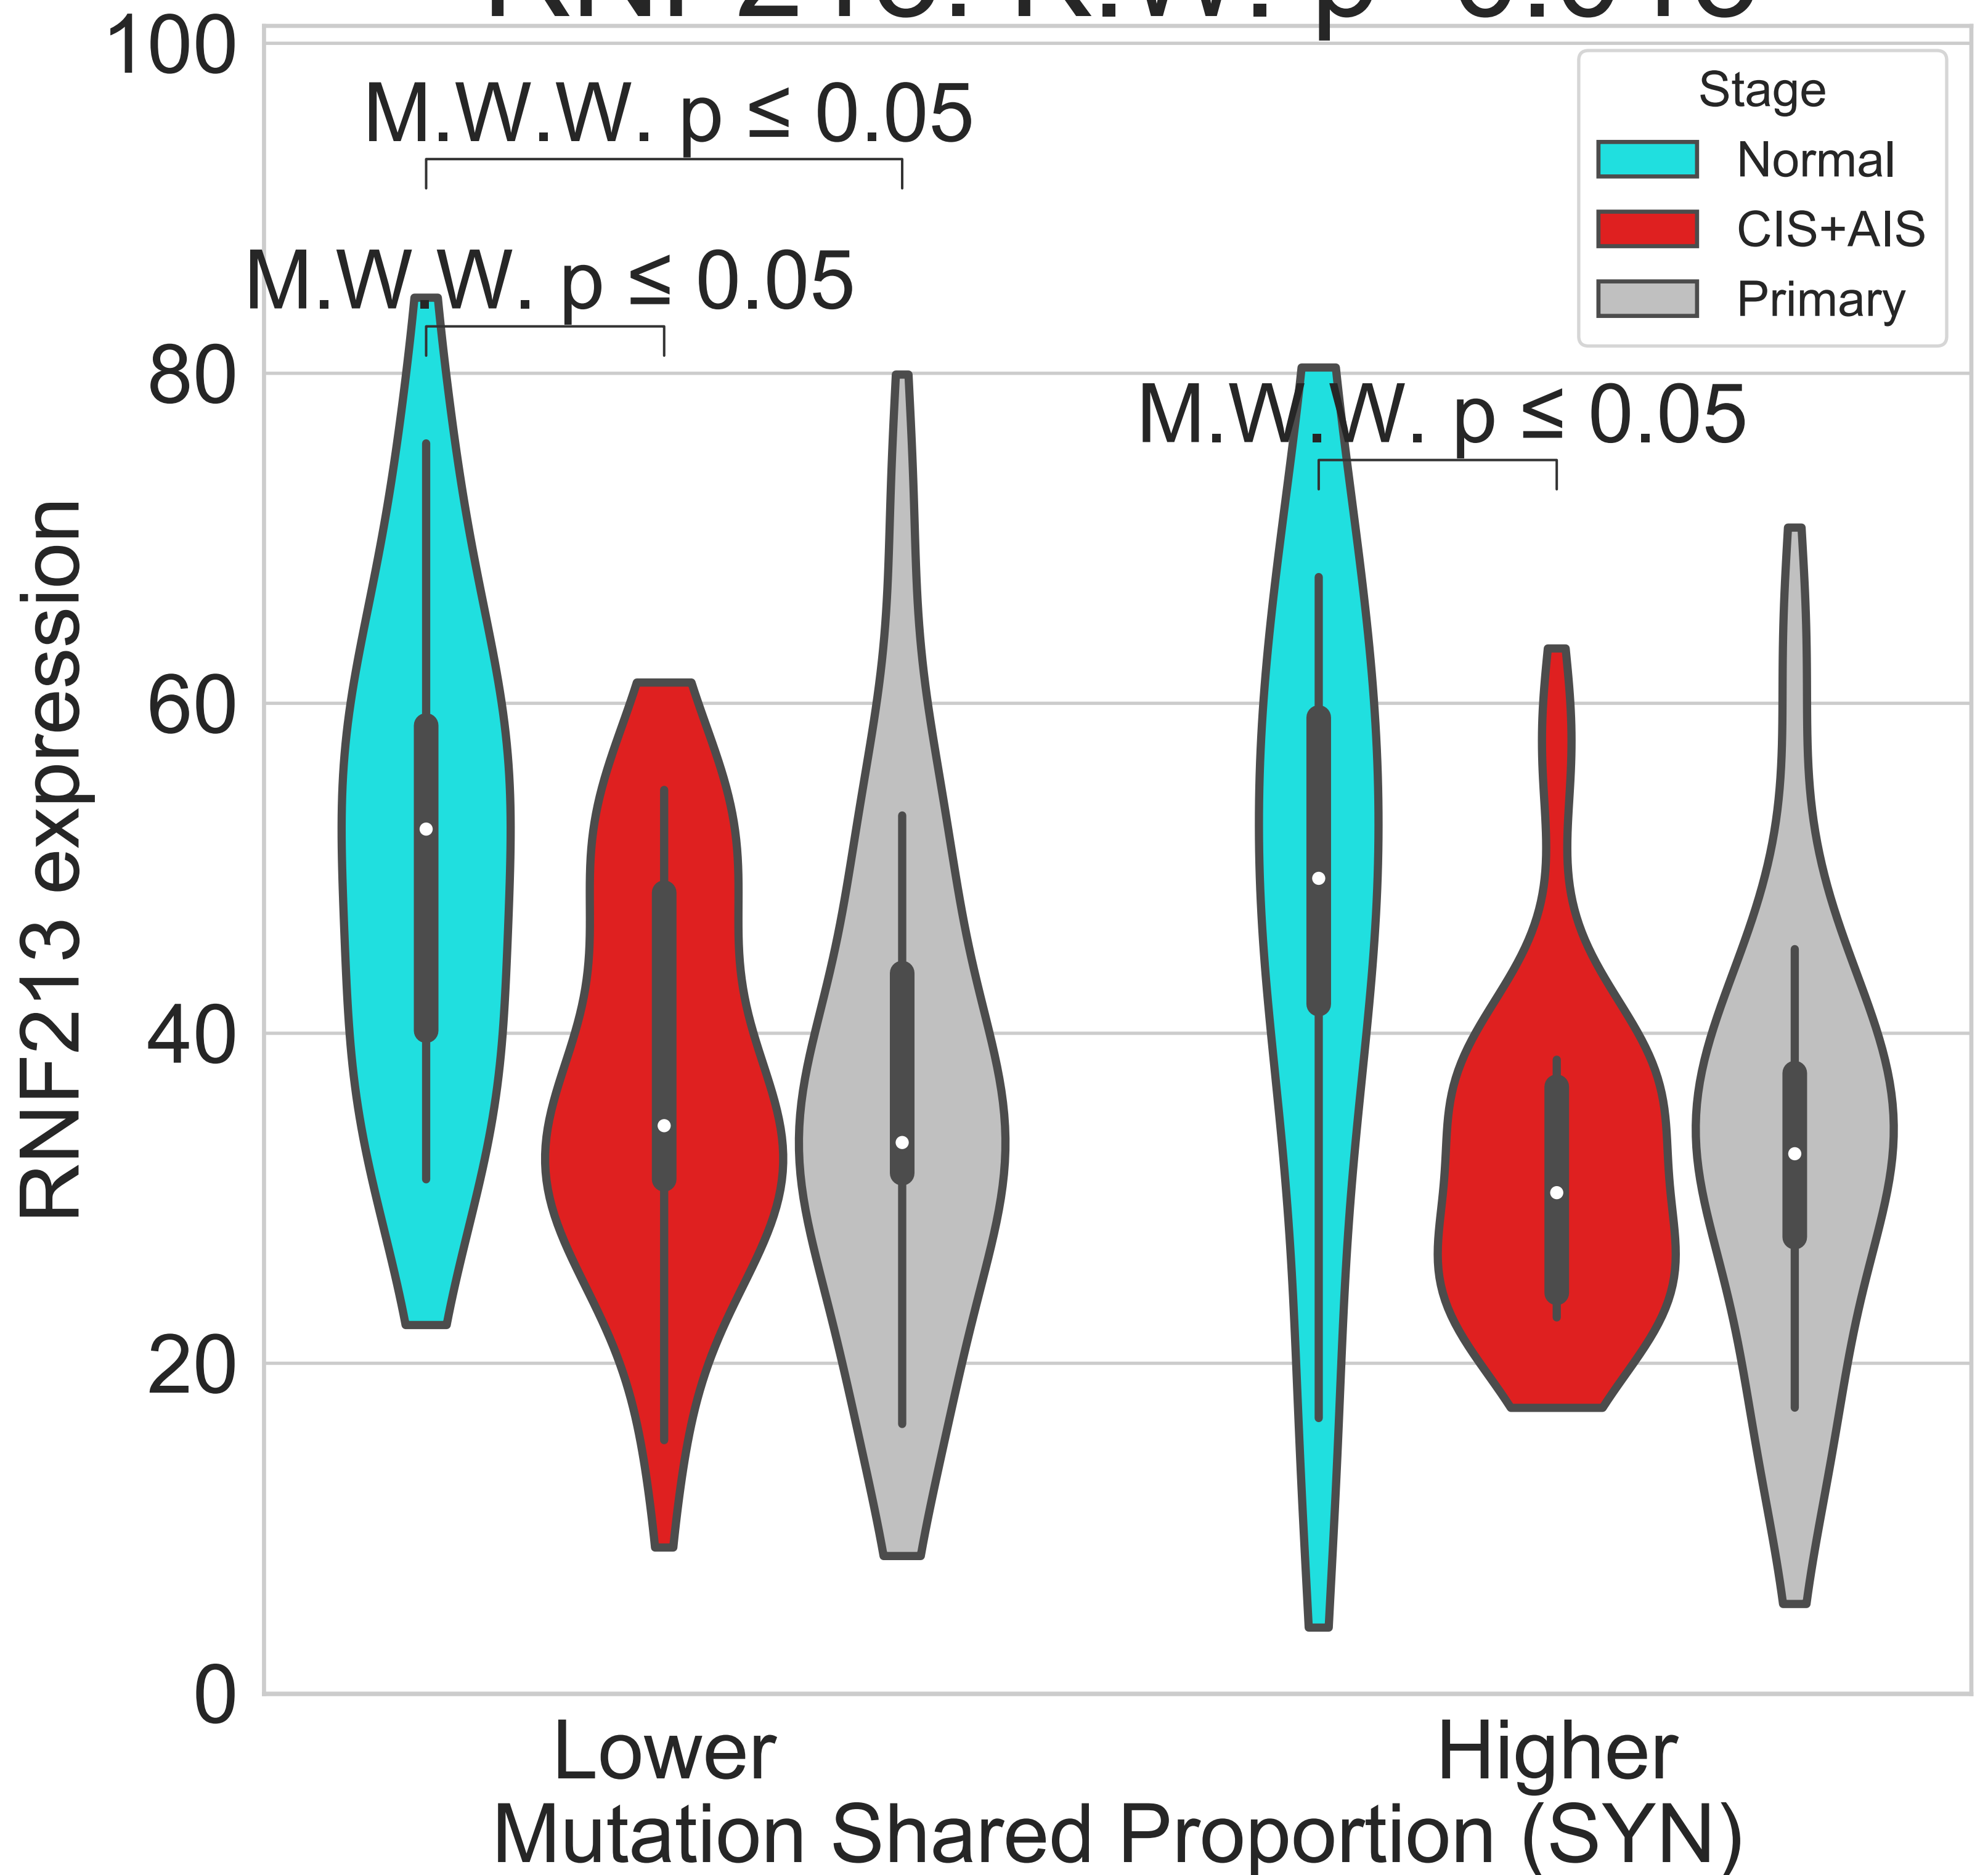 100
M.W.W. p ≤ 0.05
Stage
Normal
CIS+AIS
Primary
M.W.W. p ≤ 0.05
80
M.W.W. p ≤ 0.05
60
40
20
0
RNF213 expression
Lower
Higher
Mutation Shared Proportion (SYN)